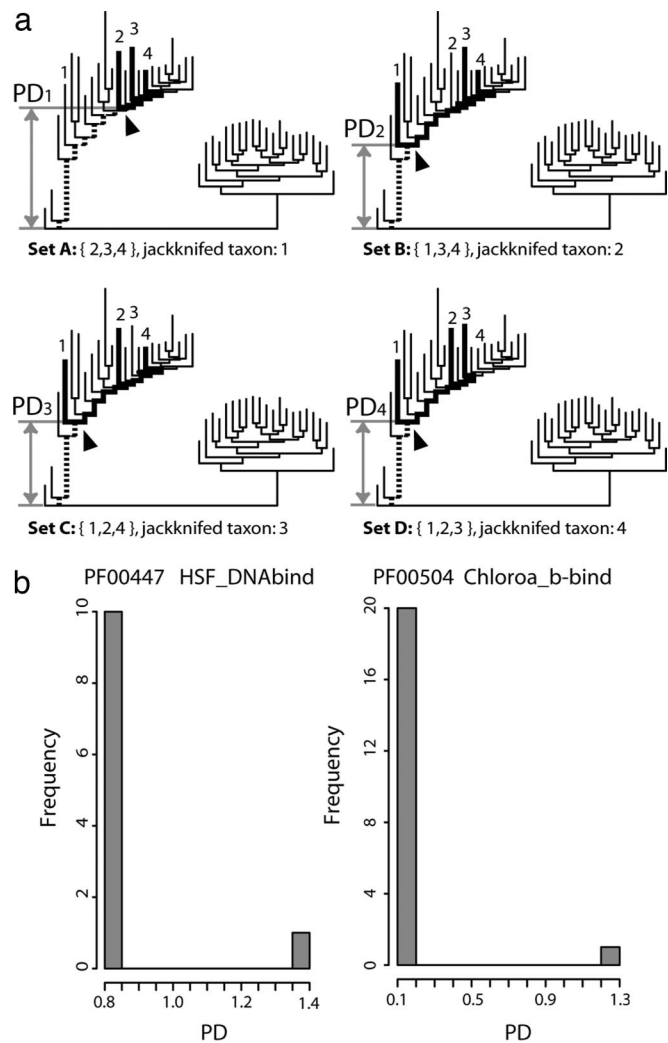 a
1
2
3
4
PD1
Set A: { 2,3,4 }, jackknifed taxon: 1
1
2
3
4
PD2
Set B: { 1,3,4 }, jackknifed taxon: 2
1
2
3
4
PD3
Set C: { 1,2,4 }, jackknifed taxon: 3
1
2
3
4
PD4
Set D: { 1,2,3 }, jackknifed taxon: 4
b
PF00447 HSF_DNAbind
Frequency
10
8
6
4
2
0
0.8 1.0 1.2 1.4
PD
PF00504 Chloroa_b-bind
Frequency
20
16
12
8
4
0
0.1 0.5 0.9 1.3
PD